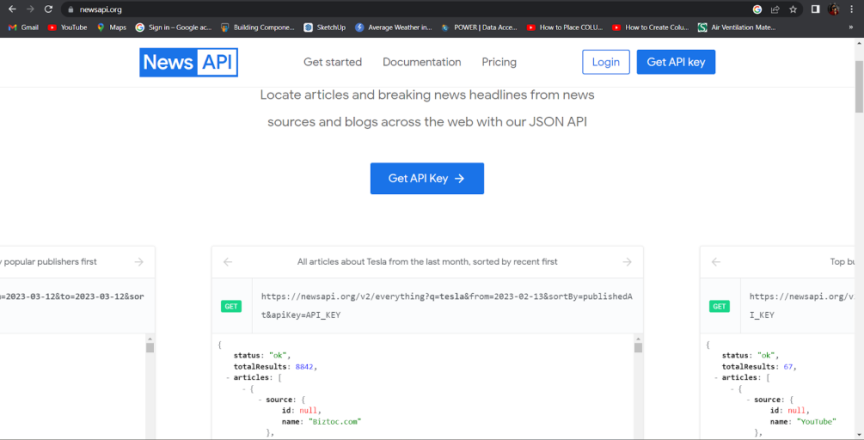 newsapi.org
Gmail
YouTube
Maps
Sign in – Google ac...
Building Compone...
SketchUp
Average Weather in...
POWER | Data Acce...
How to Place COLU...
How to Create Colu...
Air Ventilation Mate...
»
News API
Get started
Documentation
Pricing
Login
Get API key
Locate articles and breaking news headlines from news
sources and blogs across the web with our JSON API
Get API Key →
y popular publishers first →
=2023-03-12&to=2023-03-12&sor
← All articles about Tesla from the last month, sorted by recent first →
GET
https://newsapi.org/v2/everything?q=tesla&from=2023-02-13&sortBy=publishedA
t&apiKey=API_KEY
{
status: "ok",
totalResults: 8842,
- articles: [
- {
- source: {
id: null,
name: "Biztoc.com"
},
← Top bu
GET
https://newsapi.org/v
I_KEY
{
status: "ok",
totalResults: 67,
- articles: [
- {
- source: {
id: null,
name: "YouTube"
},